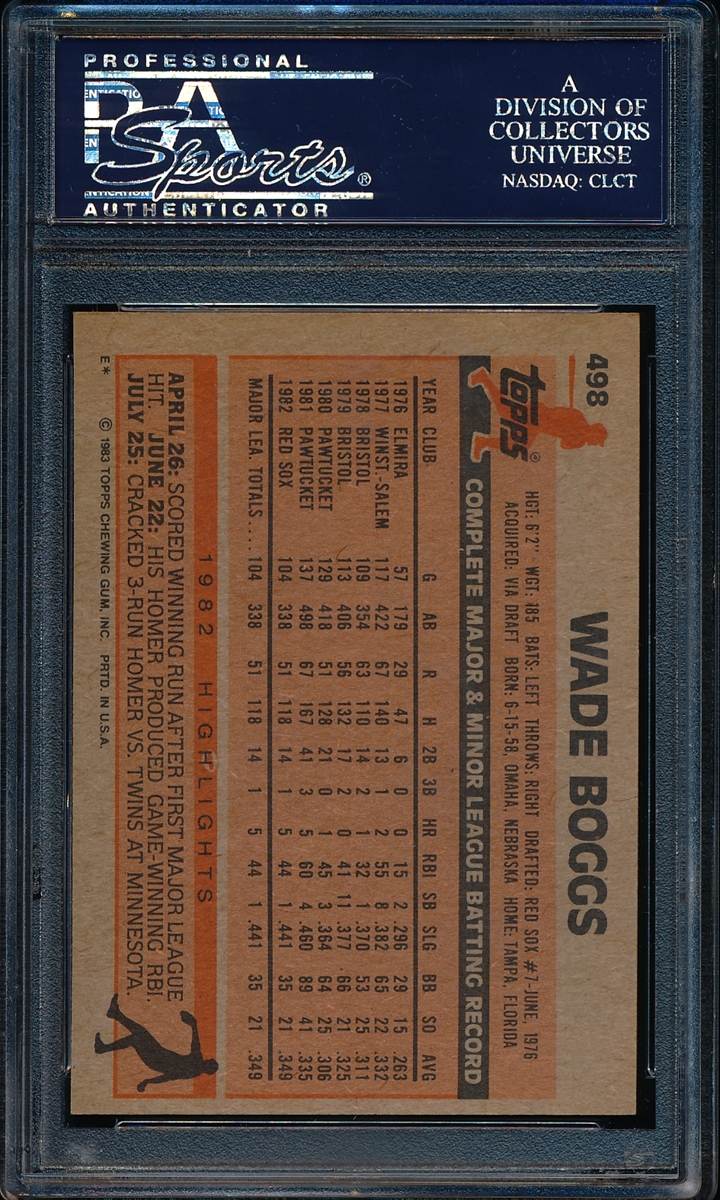 PROFESSIONAL
PSA
Sports®
AUTHENTICATOR
A
DIVISION OF
COLLECTORS
UNIVERSE
NASDAQ: CLCT
498
WADE BOGGS
topps®
HGT: 6'2" WGT: 185 BATS: LEFT THROWS: RIGHT DRAFTED: RED SOX #7-JUNE, 1976
ACQUIRED: VIA DRAFT BORN: 6-15-58, OMAHA, NEBRASKA HOME: TAMPA, FLORIDA
COMPLETE MAJOR & MINOR LEAGUE BATTING RECORD
YEAR CLUB G AB R H 2B 3B HR RBI SB SLG BB SO AVG
1976 ELMIRA 57 179 29 47 6 0 0 15 2 .296 29 15 .263
1977 WINST-SALEM 117 422 67 140 13 1 2 55 8 .382 65 22 .332
1978 BRISTOL 109 354 63 110 14 2 1 32 1 .370 53 25 .311
1979 BRISTOL 113 406 56 132 17 2 0 41 11 .377 66 21 .325
1980 PAWTUCKET 129 418 51 128 21 0 1 45 3 .364 64 25 .306
1981 PAWTUCKET 137 498 67 167 41 3 5 60 4 .460 89 41 .335
1982 RED SOX 104 338 51 118 14 1 5 44 1 .441 35 21 .349
MAJOR LEA. TOTALS.... 104 338 51 118 14 1 5 44 1 .441 35 21 .349
1982 HIGHLIGHTS
APRIL 26: SCORED WINNING RUN AFTER FIRST MAJOR LEAGUE
HIT. JUNE 22: HIS HOMER PRODUCED GAME-WINNING RBI.
JULY 25: CRACKED 3-RUN HOMER VS. TWINS AT MINNESOTA.
E* © 1983 TOPPS CHEWING GUM, INC. PRTD. IN U.S.A.